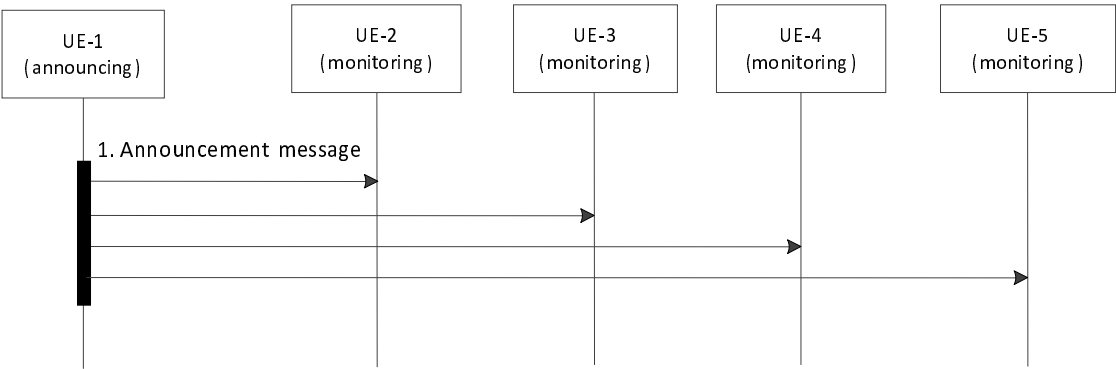 UE-1
(announcing)
UE-2
(monitoring)
UE-3
(monitoring)
UE-4
(monitoring)
UE-5
(monitoring)
1. Announcement message